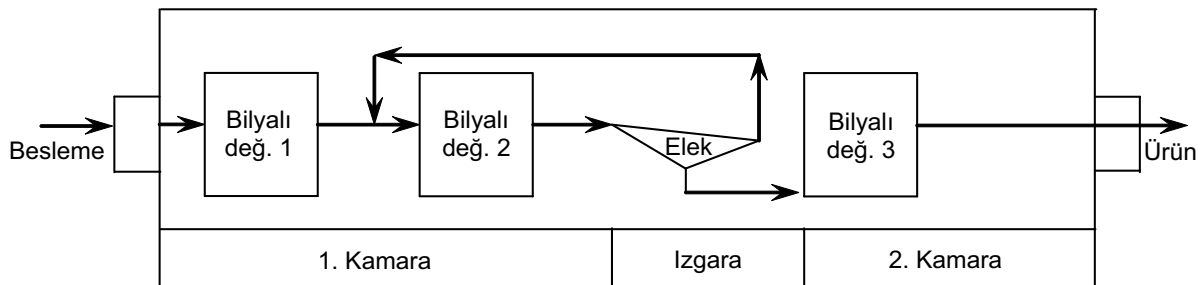 Besleme
Bilyalı
değ. 1
Bilyalı
değ. 2
Elek
Bilyalı
değ. 3
Ürün
1. Kamara
Izgara
2. Kamara